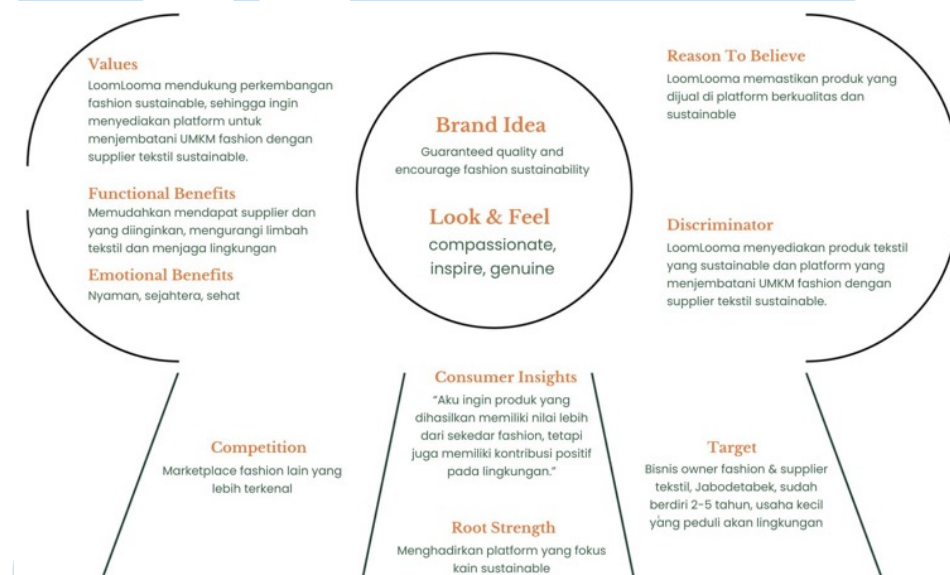 Values
LoomLooma mendukung perkembangan
fashion sustainable, sehingga ingin
menyediakan platform untuk
menjembatani UMKM fashion dengan
supplier tekstil sustainable.
Functional Benefits
Memudahkan mendapat supplier dan
yang diinginkan, mengurangi limbah
tekstil dan menjaga lingkungan
Emotional Benefits
Nyaman, sejahtera, sehat
Brand Idea
Guaranteed quality and
encourage fashion sustainability
Look & Feel
compassionate,
inspire, genuine
Reason To Believe
LoomLooma memastikan produk yang
dijual di platform berkualitas dan
sustainable
Discriminator
LoomLooma menyediakan produk tekstil
yang sustainable dan platform yang
menjembatani UMKM fashion dengan
supplier tekstil sustainable.
Competition
Marketplace fashion lain yang
lebih terkenal
Consumer Insights
“Aku ingin produk yang
dihasilkan memiliki nilai lebih
dari sekedar fashion, tetapi
juga memiliki kontribusi positif
pada lingkungan.”
Root Strength
Menghadirkan platform yang fokus
kain sustainable
Target
Bisnis owner fashion & supplier
tekstil, Jabodetabek, sudah
berdiri 2-5 tahun, usaha kecil
yang peduli akan lingkungan